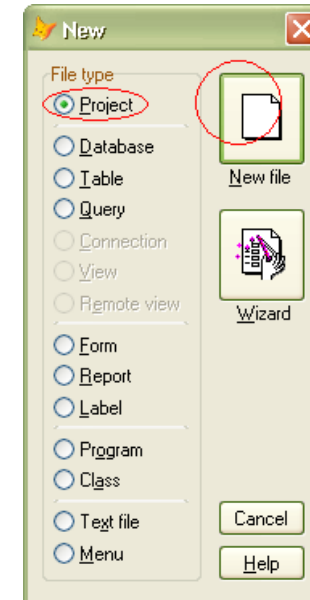 New
File type
Project
Database
Table
Query
Connection
View
Remote view
Form
Report
Label
Program
Class
Text file
Menu
New file
Wizard
Cancel
Help